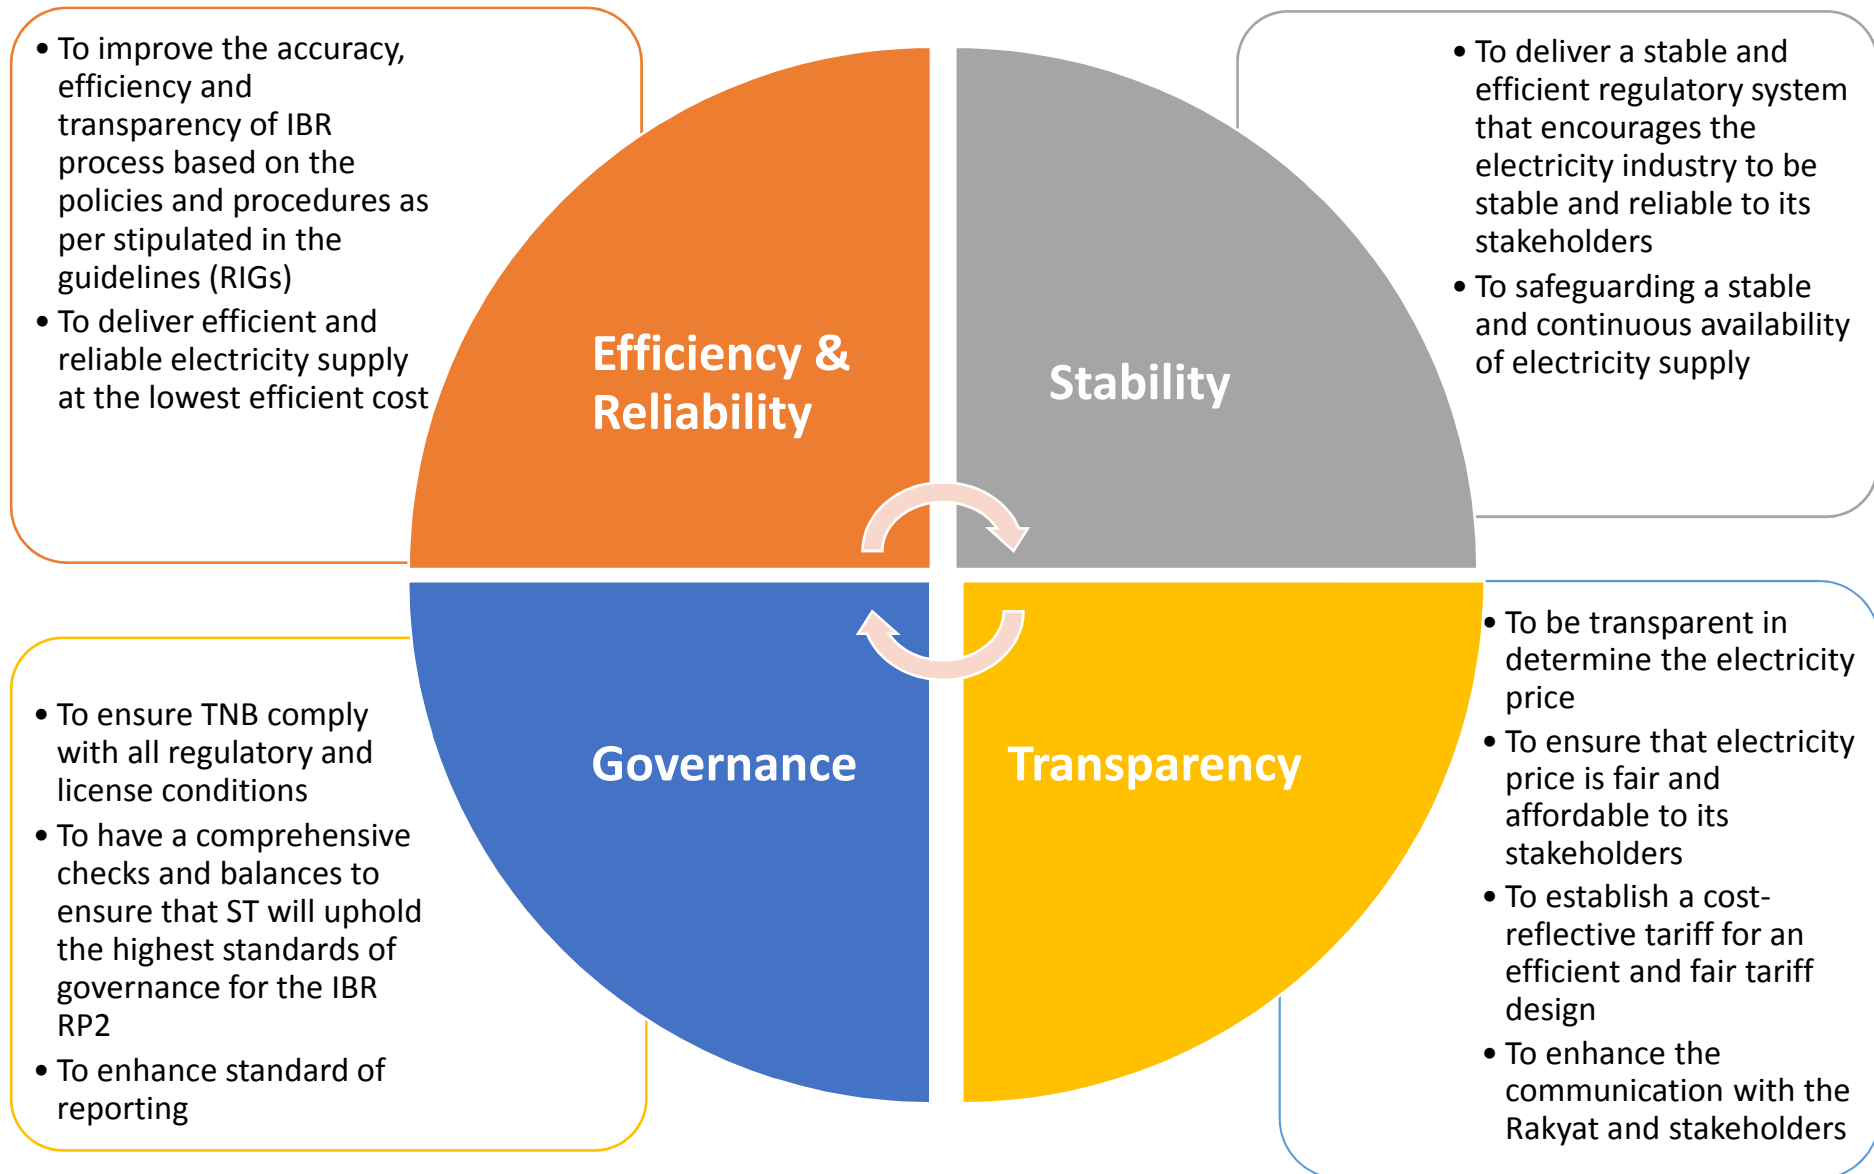 • To improve the accuracy,
efficiency and
transparency of IBR
process based on the
policies and procedures as
per stipulated in the
guidelines (RIGs)
• To deliver efficient and
reliable electricity supply
at the lowest efficient cost
Efficiency &
Reliability
Stability
• To deliver a stable and
efficient regulatory system
that encourages the
electricity industry to be
stable and reliable to its
stakeholders
• To safeguarding a stable
and continuous availability
of electricity supply
• To ensure TNB comply
with all regulatory and
license conditions
• To have a comprehensive
checks and balances to
ensure that ST will uphold
the highest standards of
governance for the IBR
RP2
• To enhance standard of
reporting
Governance
Transparency
• To be transparent in
determine the electricity
price
• To ensure that electricity
price is fair and
affordable to its
stakeholders
• To establish a cost-
reflective tariff for an
efficient and fair tariff
design
• To enhance the
communication with the
Rakyat and stakeholders